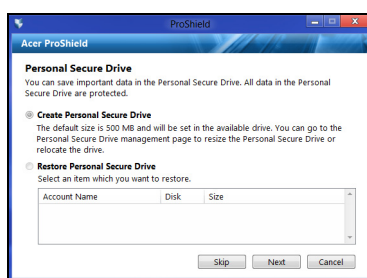 ProShield
Acer ProShield
Personal Secure Drive
You can save important data in the Personal Secure Drive. All data in the Personal
Secure Drive are protected.
Create Personal Secure Drive
The default size is 500 MB and will be set in the available drive. You can go to the
Personal Secure Drive management page to resize the Personal Secure Drive or
relocate the drive.
Restore Personal Secure Drive
Select an item which you want to restore.
Account Name Disk Size
Skip Next Cancel